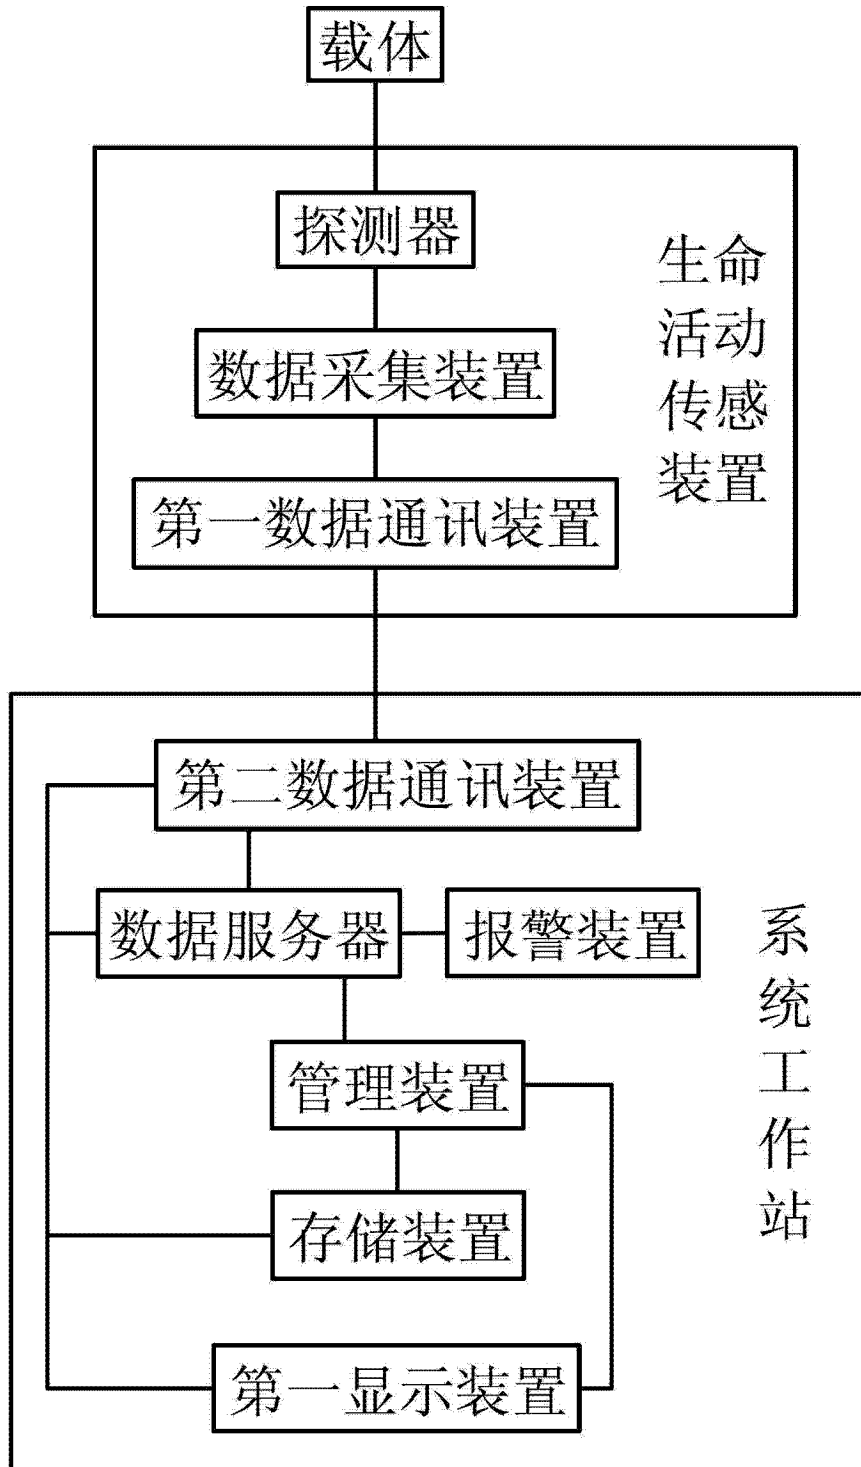 载体
探测器
数据采集装置
第一数据通讯装置
生命
活动
传感
装置
第二数据通讯装置
数据服务器
报警装置
管理装置
存储装置
第一显示装置
系
统
工
作
站